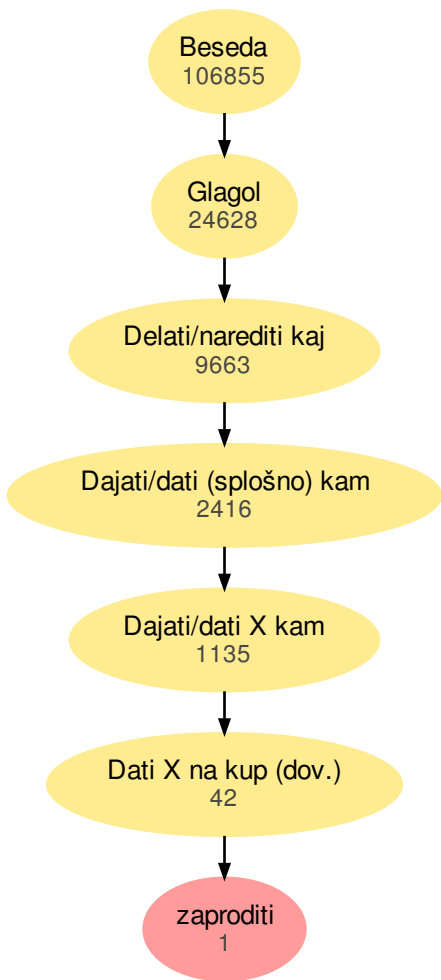 Beseda
106855
Glagol
24628
Delati/narediti kaj
9663
Dajati/dati (splošno) kam
2416
Dajati/dati X kam
1135
Dati X na kup (dov.)
42
zaproditi
1